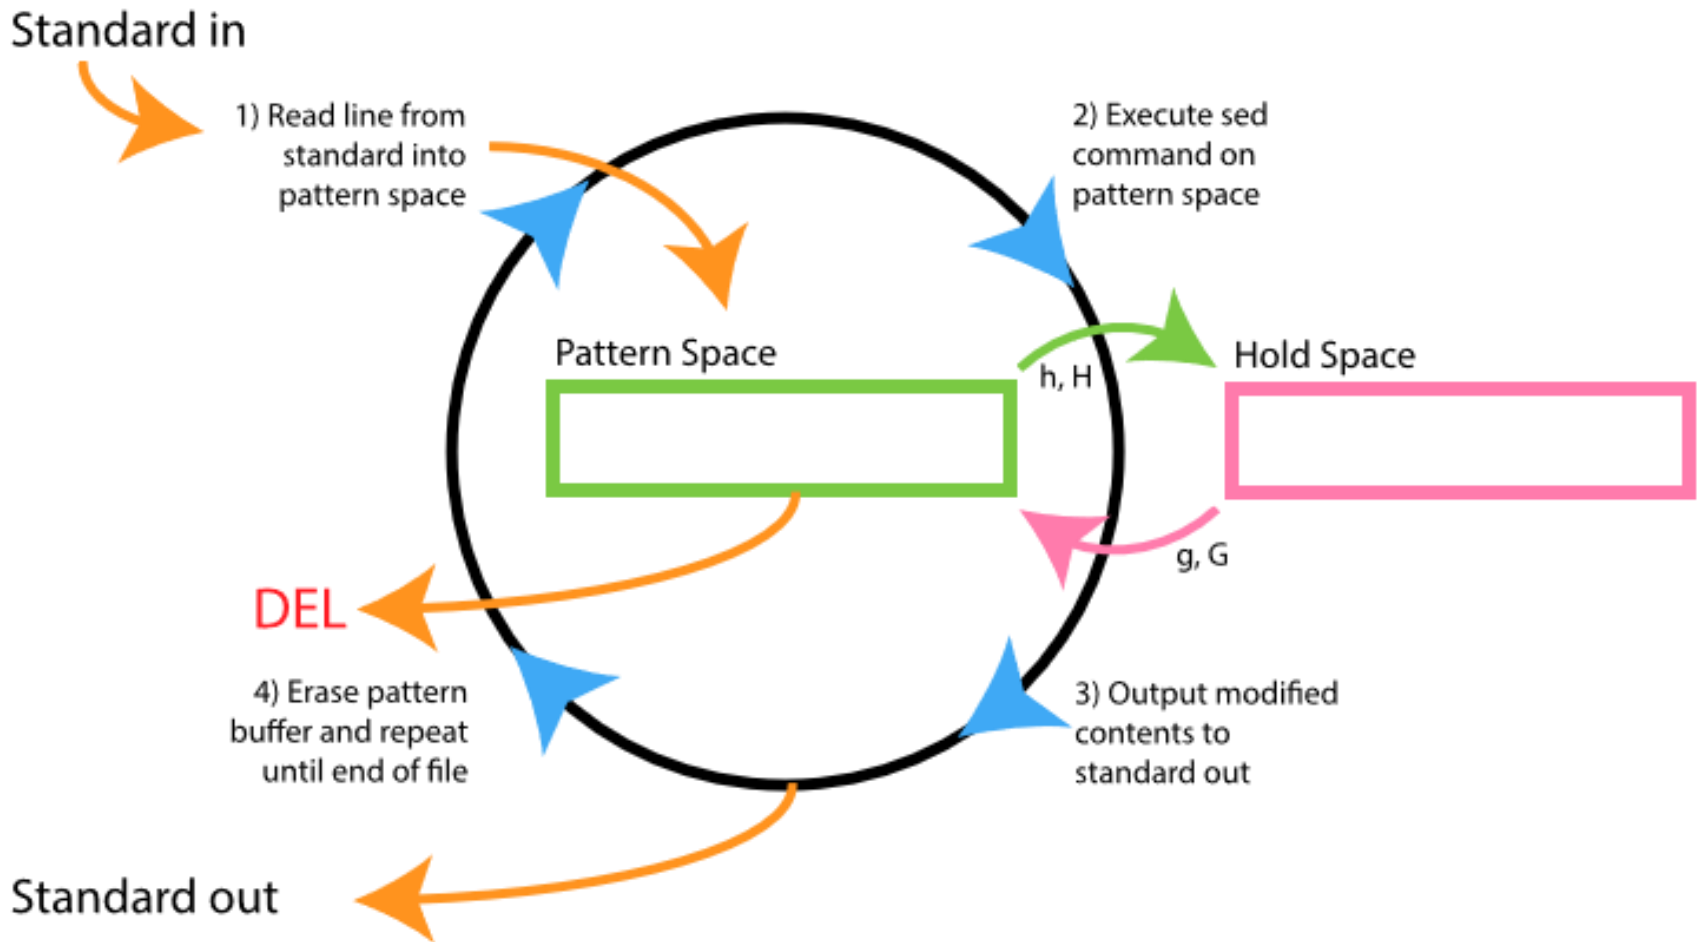 Standard in
1) Read line from
standard into
pattern space
2) Execute sed
command on
pattern space
Pattern Space
h, H
Hold Space
g, G
DEL
4) Erase pattern
buffer and repeat
until end of file
3) Output modified
contents to
standard out
Standard out